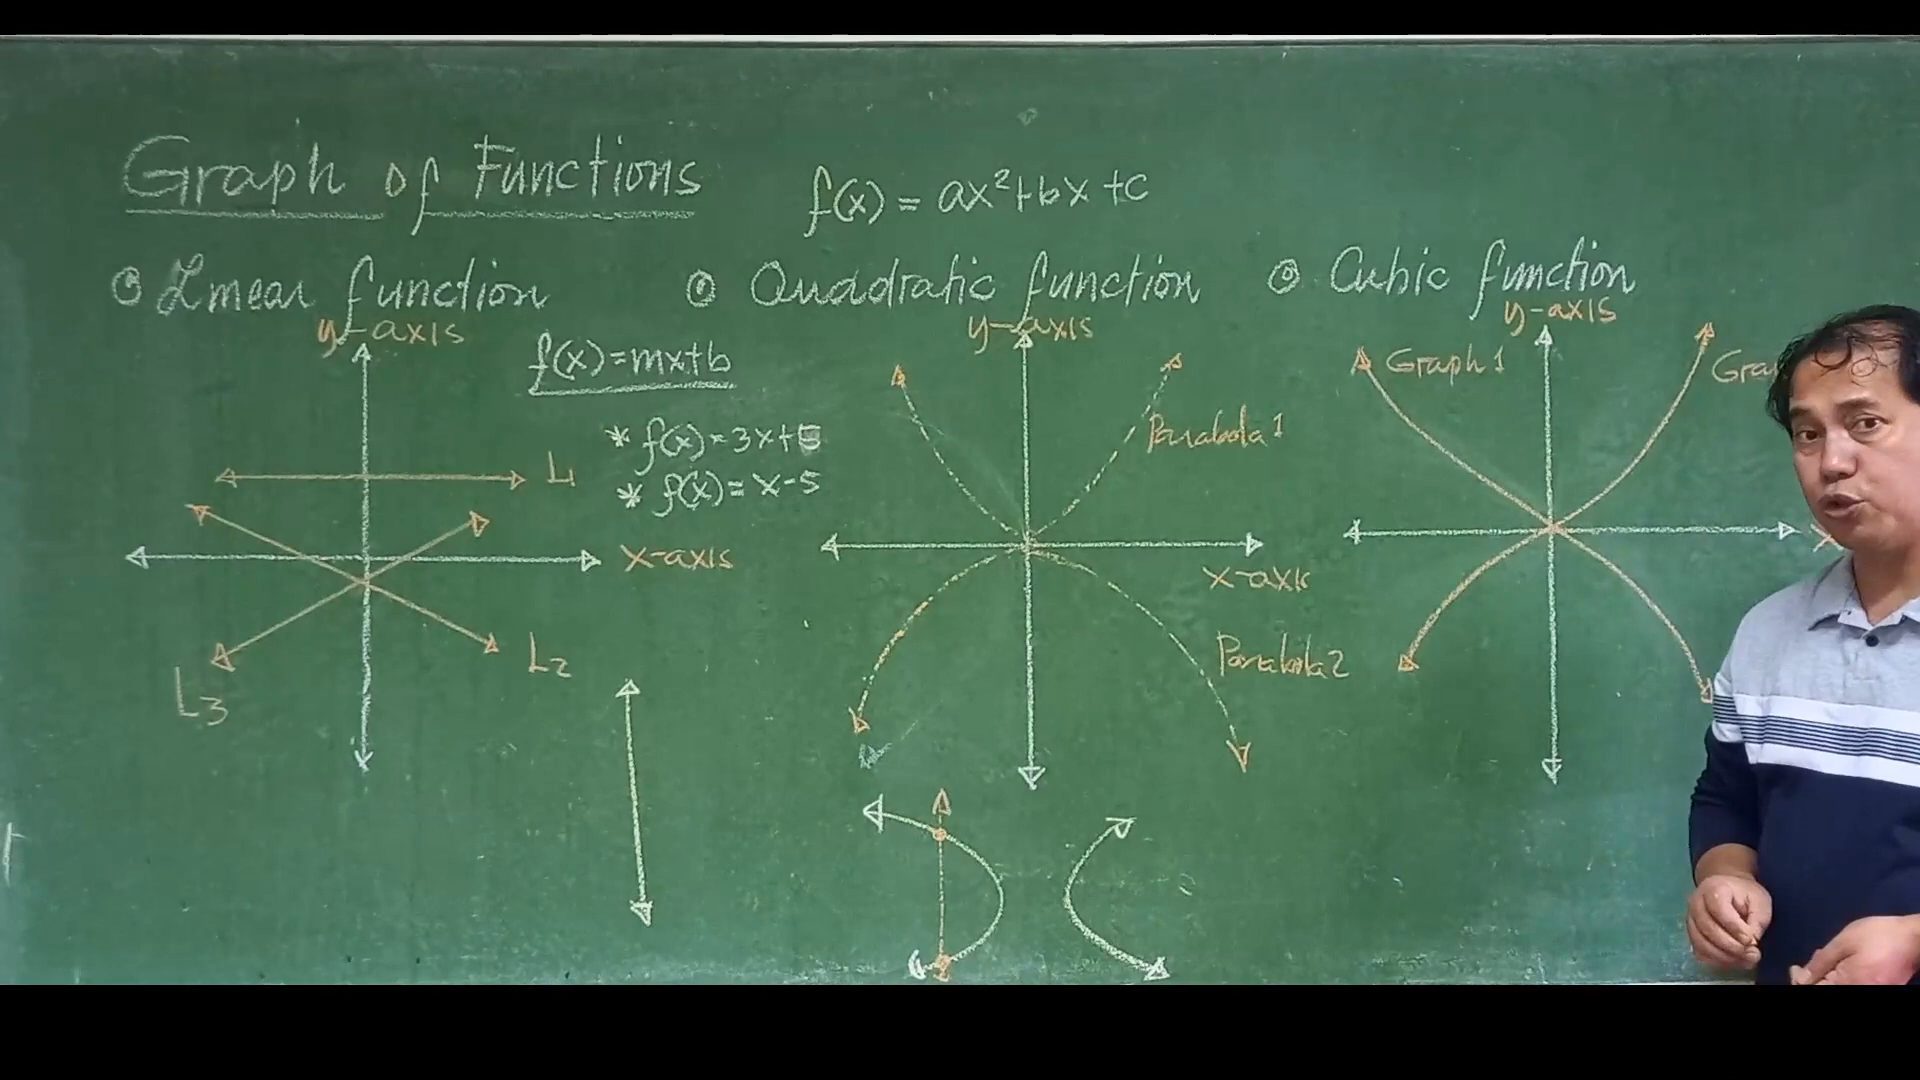 Graph of Functions
f(x) = ax²+bx+c
Linear function
Quadratic function
Cubic function
y-axis
f(x)=mx+b
* f(x)=3x+5
* f(x)=x-5
L1
x-axis
L2
L3
y-axis
Parabola 1
x-axis
Parabola 2
y-axis
Graph 1